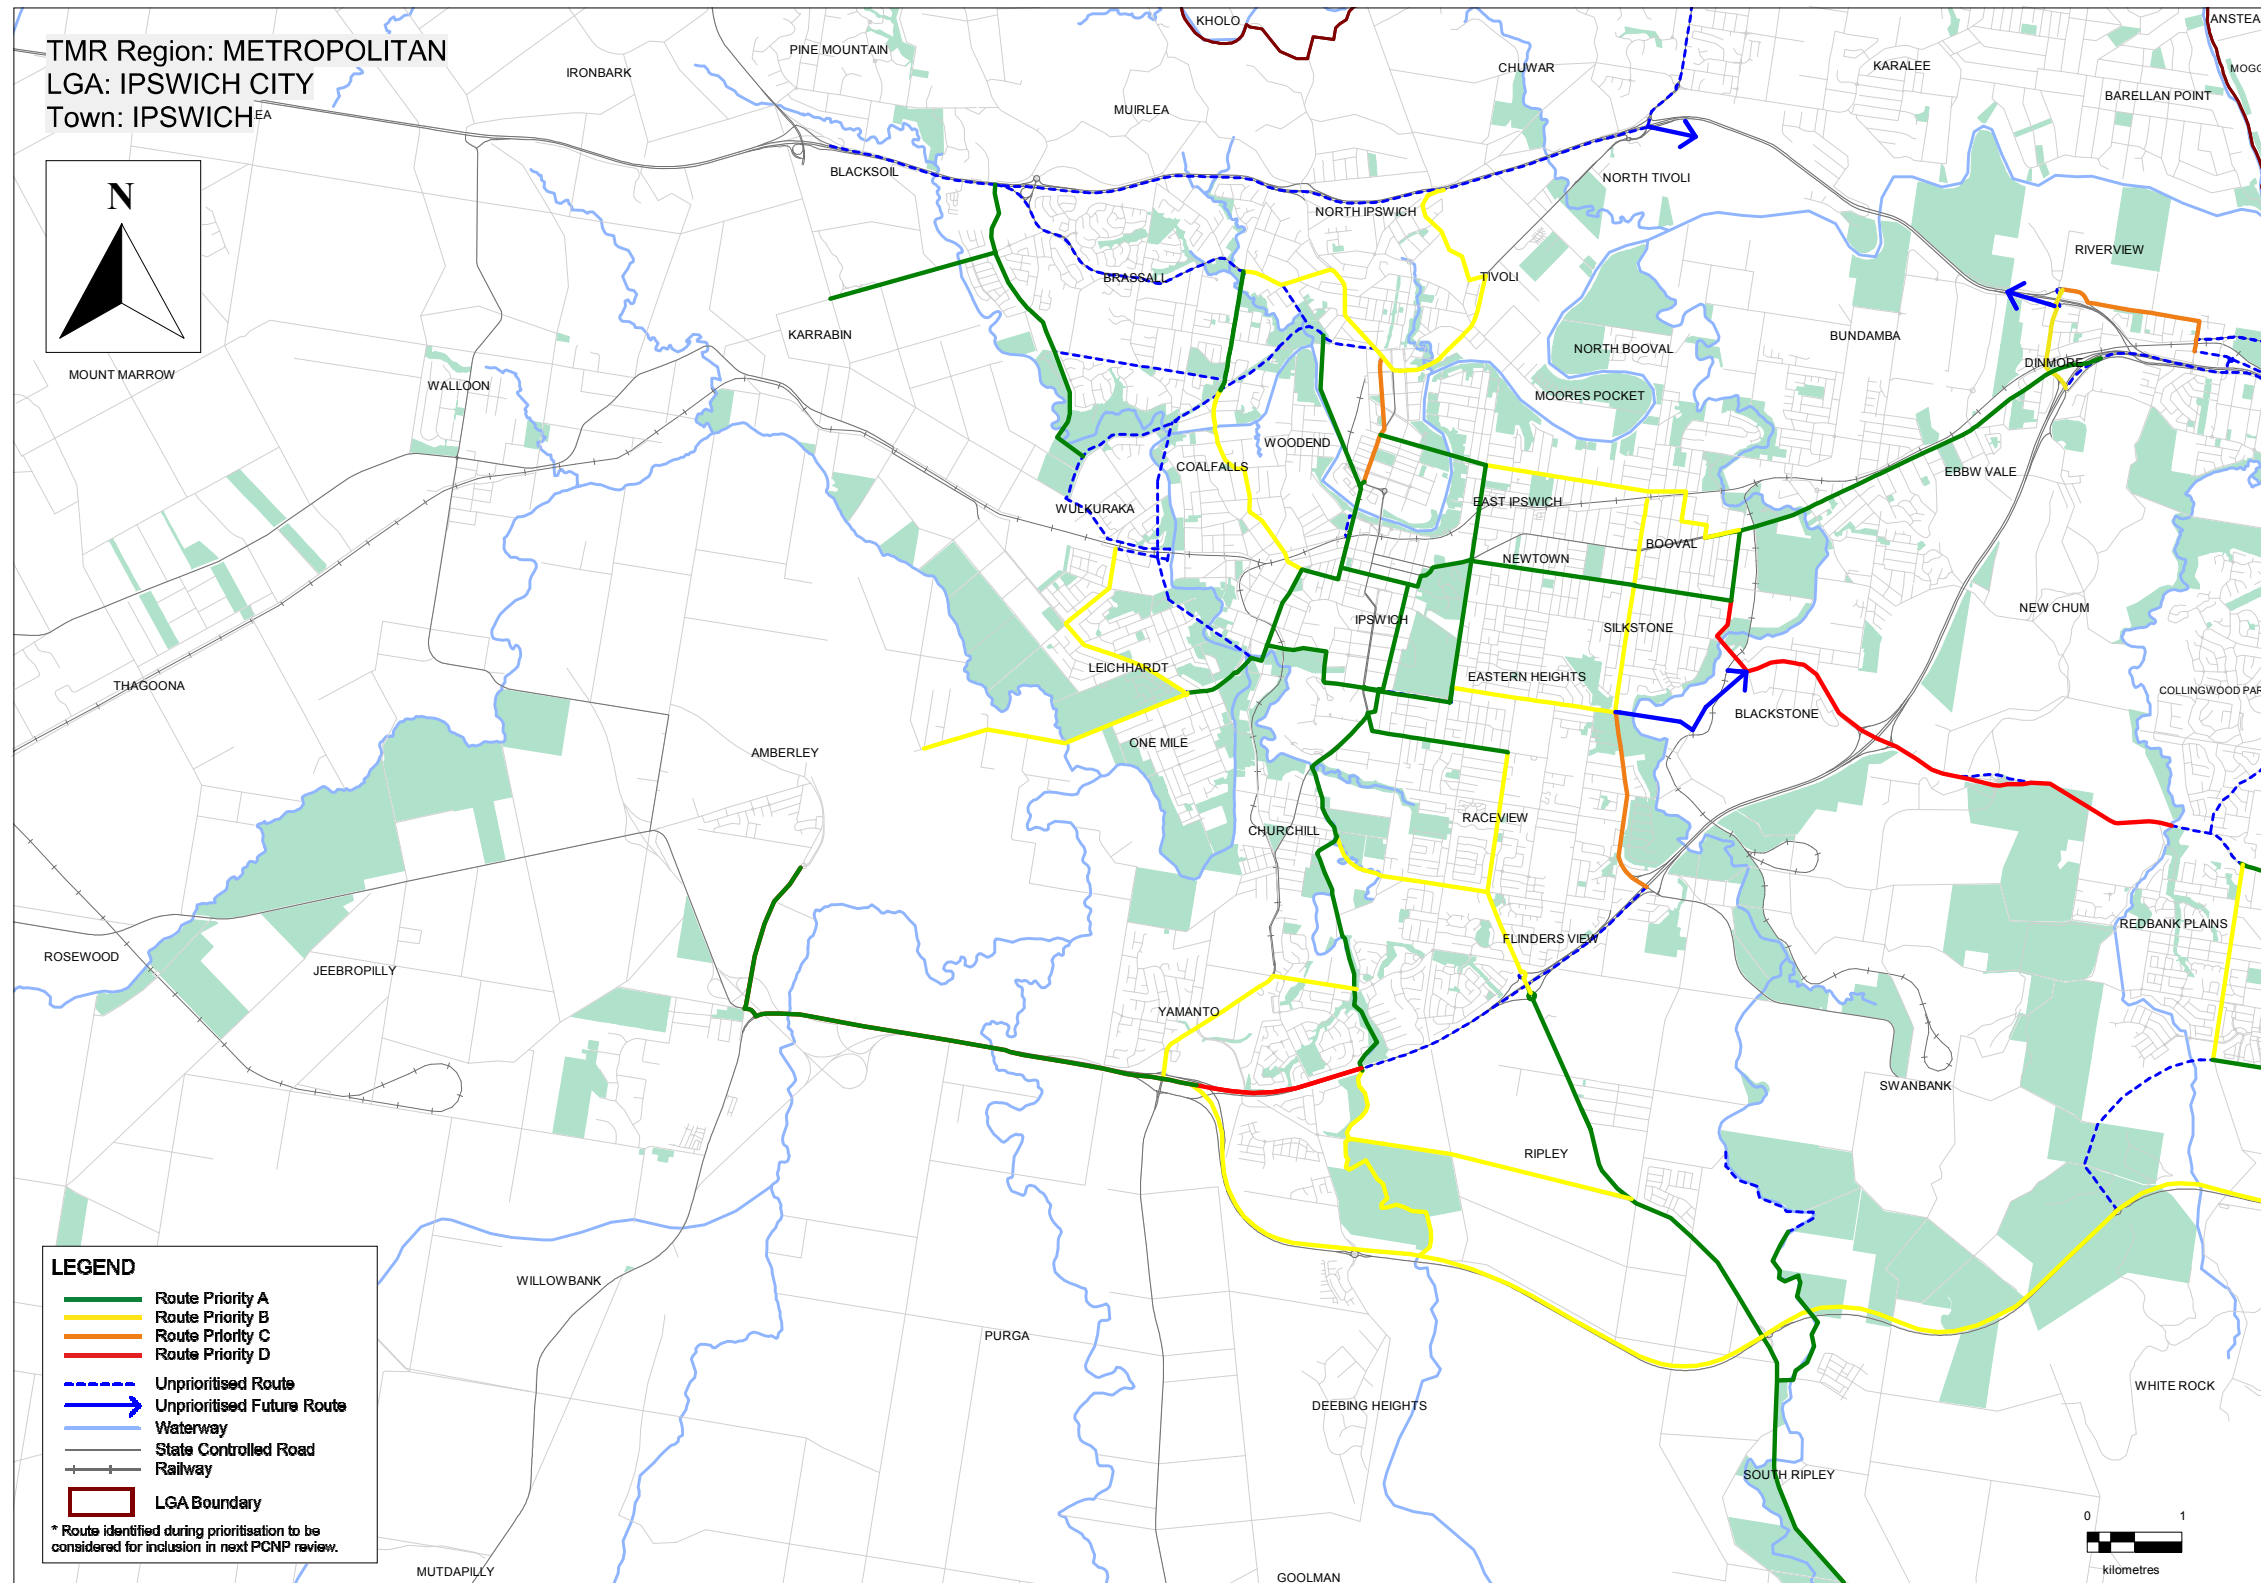 TMR Region: METROPOLITAN
LGA: IPSWICH CITY
Town: IPSWICH
EA
N
KHOLO
ANSTEA
PINE MOUNTAIN
IRONBARK
CHUWAR
KARALEE
MOGG
BARELLAN POINT
MUIRLEA
BLACKSOIL
NORTH TIVOLI
NORTH IPSWICH
RIVERVIEW
BRASSALL
TIVOLI
KARRABIN
BUNDAMBA
NORTH BOOVAL
DINMORE
MOUNT MARROW
WALLOON
MOORES POCKET
WOODEND
COALFALLS
EBBW VALE
EAST IPSWICH
WULKURAKA
BOOVAL
NEWTOWN
NEW CHUM
IPSWICH
SILKSTONE
LEICHHARDT
EASTERN HEIGHTS
THAGOONA
COLLINGWOOD PAR
BLACKSTONE
ONE MILE
AMBERLEY
RACEVIEW
CHURCHILL
REDBANK PLAINS
FLINDERS VIEW
ROSEWOOD
JEEBROPILLY
YAMANTO
SWANBANK
RIPLEY
WILLOWBANK
PURGA
WHITE ROCK
DEEBING HEIGHTS
SOUTH RIPLEY
MUTDAPILLY
GOOLMAN
LEGEND
Route Priority A
Route Priority B
Route Priority C
Route Priority D
Unprioritised Route
Unprioritised Future Route
Waterway
State Controlled Road
Railway
LGA Boundary
* Route identified during prioritisation to be
considered for inclusion in next PCNP review.
0 1
kilometres